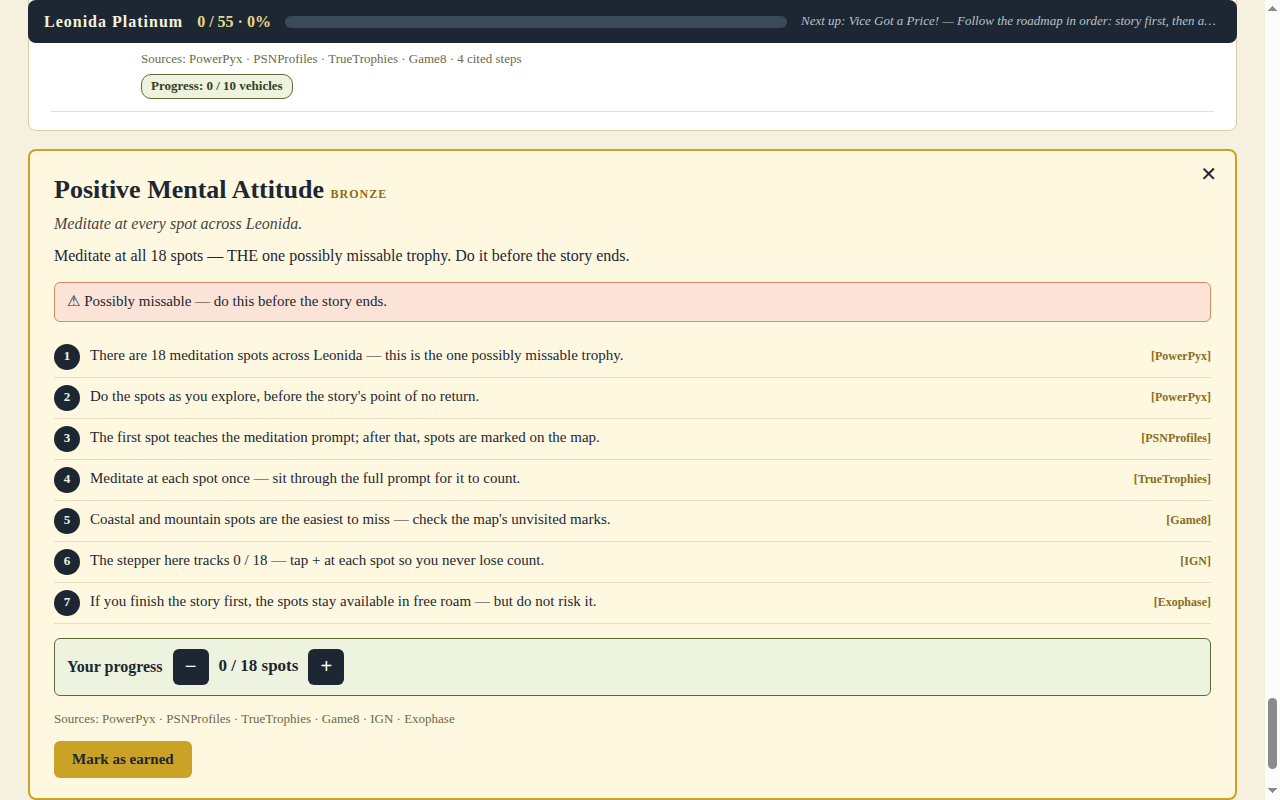 Leonida Platinum 0 / 55 · 0% Next up: Vice Got a Price! — Follow the roadmap in order: story first, then a…
Sources: PowerPyx · PSNProfiles · TrueTrophies · Game8 · 4 cited steps
Progress: 0 / 10 vehicles
✕
Positive Mental Attitude BRONZE
Meditate at every spot across Leonida.
Meditate at all 18 spots — THE one possibly missable trophy. Do it before the story ends.
⚠ Possibly missable — do this before the story ends.
1 There are 18 meditation spots across Leonida — this is the one possibly missable trophy. [PowerPyx]
2 Do the spots as you explore, before the story's point of no return. [PowerPyx]
3 The first spot teaches the meditation prompt; after that, spots are marked on the map. [PSNProfiles]
4 Meditate at each spot once — sit through the full prompt for it to count. [TrueTrophies]
5 Coastal and mountain spots are the easiest to miss — check the map's unvisited marks. [Game8]
6 The stepper here tracks 0 / 18 — tap + at each spot so you never lose count. [IGN]
7 If you finish the story first, the spots stay available in free roam — but do not risk it. [Exophase]
Your progress − 0 / 18 spots +
Sources: PowerPyx · PSNProfiles · TrueTrophies · Game8 · IGN · Exophase
Mark as earned